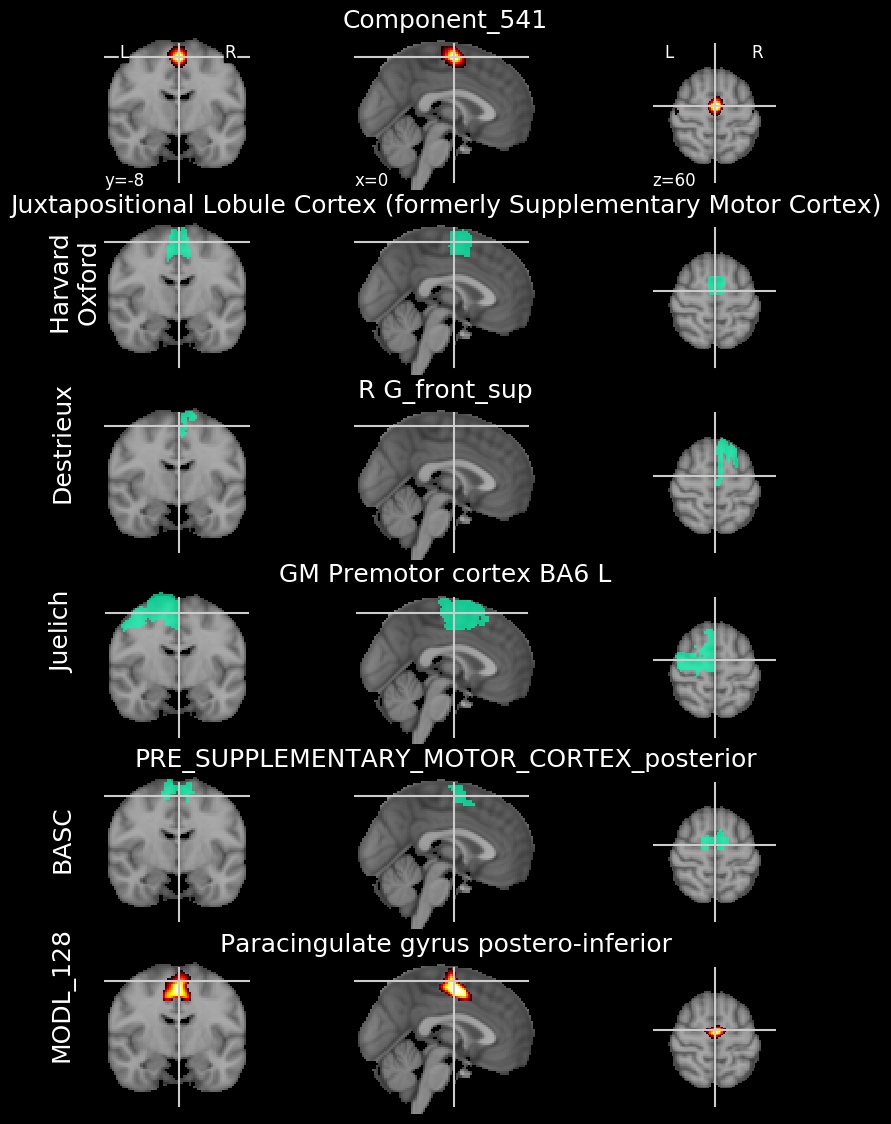 Component_541
L
R
L
R
y=-8
x=0
z=60
Juxtapositional Lobule Cortex (formerly Supplementary Motor Cortex)
Harvard
Oxford
R G_front_sup
Destrieux
GM Premotor cortex BA6 L
Juelich
PRE_SUPPLEMENTARY_MOTOR_CORTEX_posterior
BASC
Paracingulate gyrus postero-inferior
MODL_128